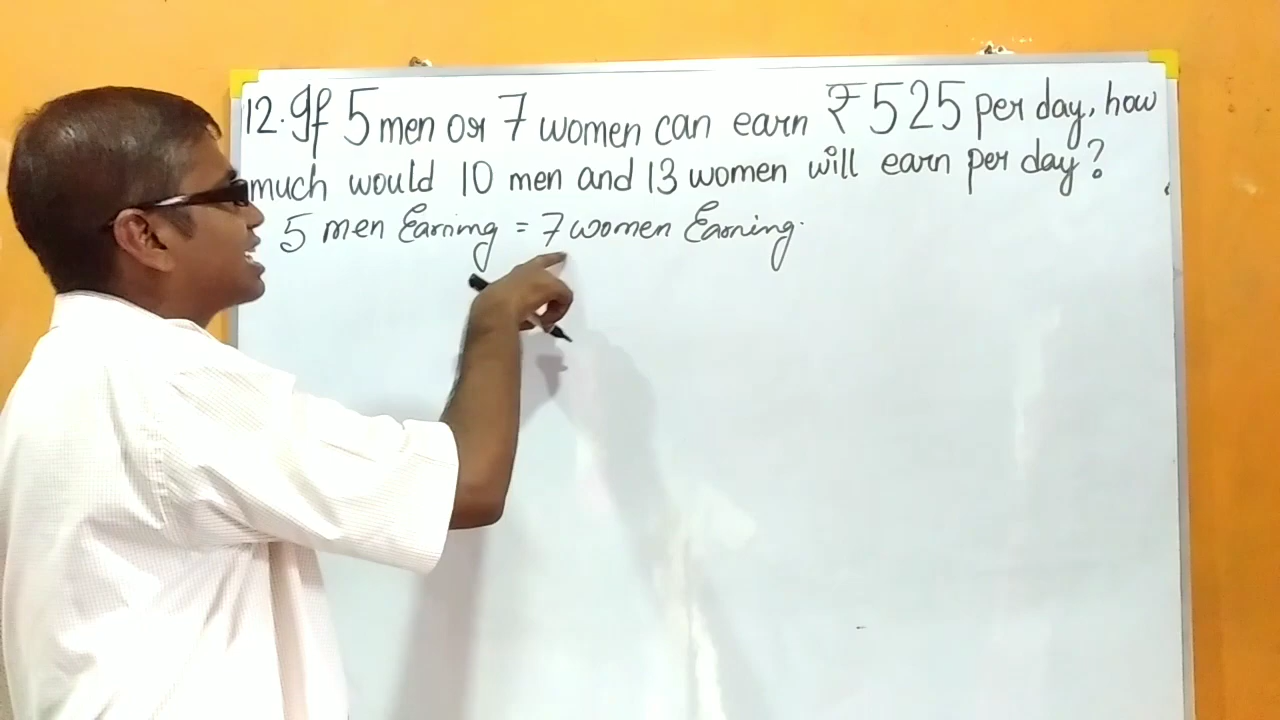 12. If 5 men or 7 women can earn ₹525 per day, how
much would 10 men and 13 women will earn per day?
5 men Earning = 7 women Earning.